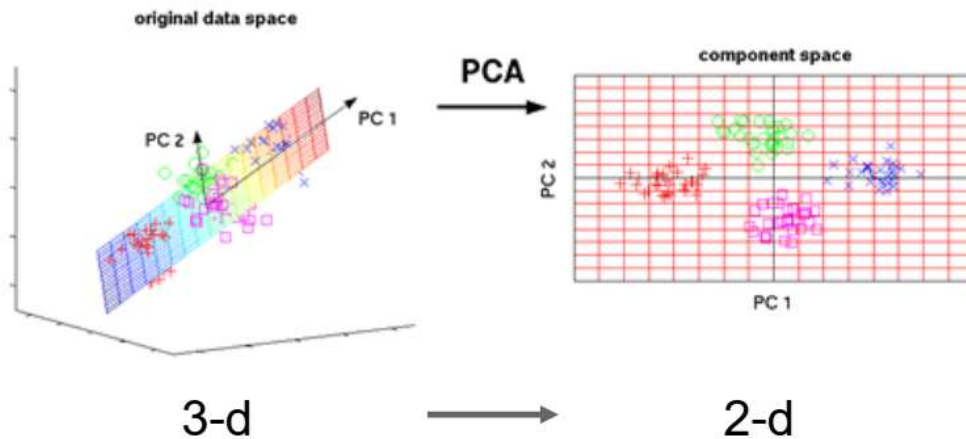 original data space
PC 2
PC 1
PCA
component space
PC 2
PC 1
3-d
2-d